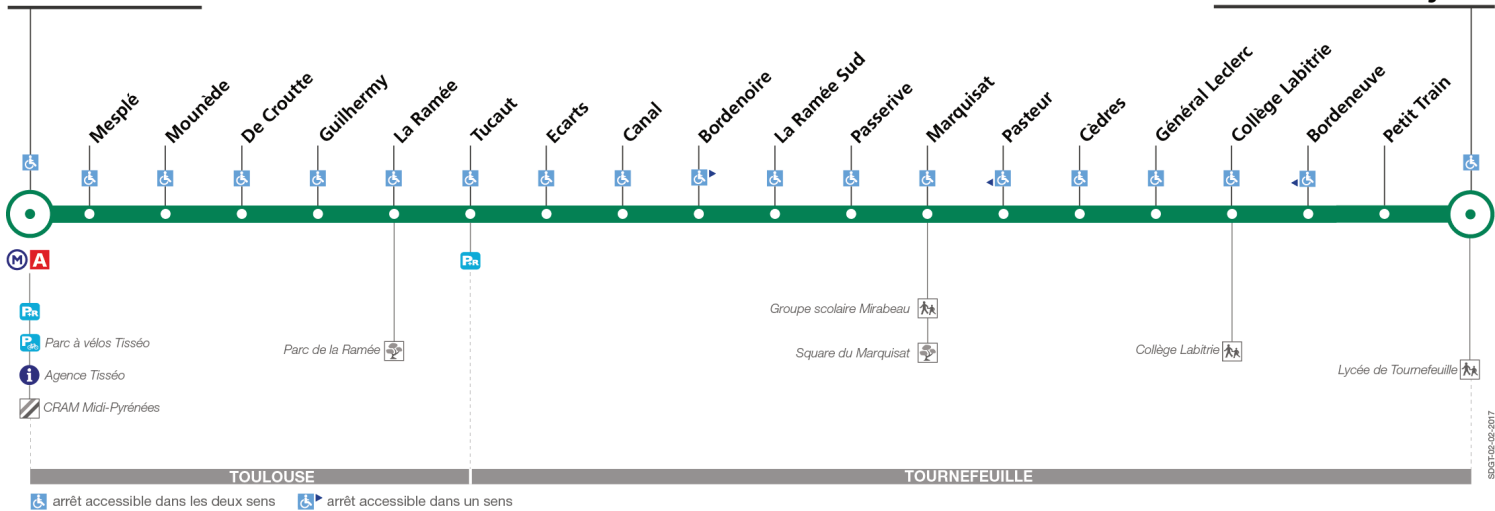 Mesplé
Mounède
De Croutte
Guilhermy
La Ramée
Tucaut
Ecarts
Canal
Bordenoire
La Ramée Sud
Passerive
Marquisat
Pasteur
Cèdres
Général Leclerc
Collège Labitrie
Bordeneuve
Petit Train
M A
P+R
P+R
P Parc à vélos Tisséo
i Agence Tisséo
CRAM Midi-Pyrénées
Parc de la Ramée
Groupe scolaire Mirabeau
Square du Marquisat
Collège Labitrie
Lycée de Tournefeuille
TOULOUSE
TOURNEFEUILLE
arrêt accessible dans les deux sens
arrêt accessible dans un sens
SDGT-02-02-2017